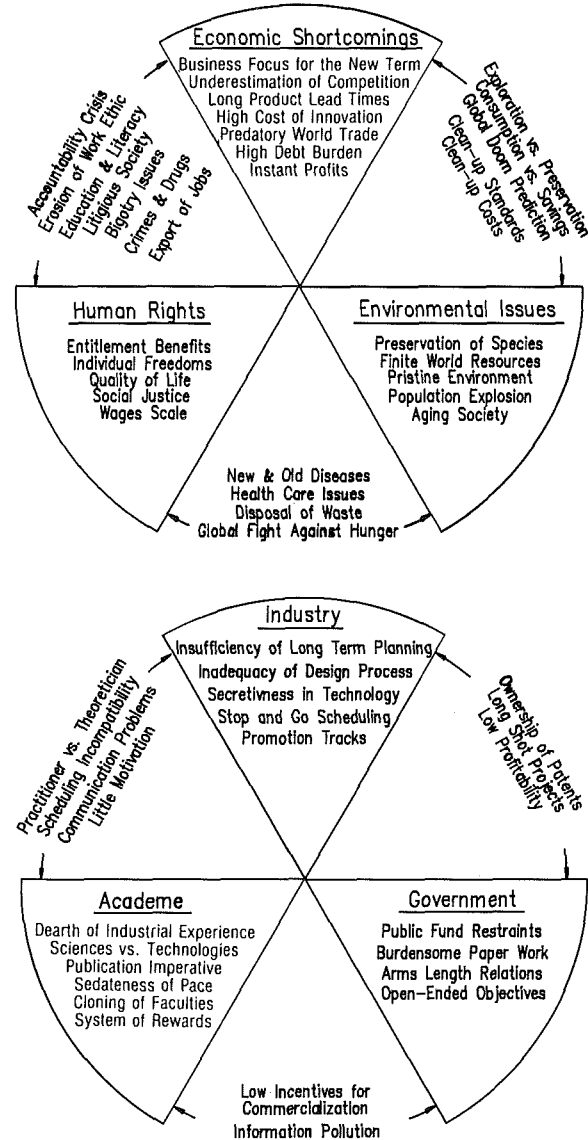 Economic Shortcomings
Business Focus for the New Term
Underestimation of Competition
Long Product Lead Times
High Cost of Innovation
Predatory World Trade
High Debt Burden
Instant Profits
Accountability Crisis
Erosion of Work Ethic
Education & Literacy
Litigious Society
Bigotry Issues
Crimes & Drugs
Export of Jobs
Exploration vs. Preservation
Consumption vs. Savings
Global Doom Prediction
Clean-up Standards
Clean-up Costs
Human Rights
Entitlement Benefits
Individual Freedoms
Quality of Life
Social Justice
Wages Scale
Environmental Issues
Preservation of Species
Finite World Resources
Pristine Environment
Population Explosion
Aging Society
New & Old Diseases
Health Care Issues
Disposal of Waste
Global Fight Against Hunger
Industry
Insufficiency of Long Term Planning
Inadequacy of Design Process
Secretivness in Technology
Stop and Go Scheduling
Promotion Tracks
Practitioner vs. Theoretician
Scheduling Incompatibility
Communication Problems
Little Motivation
Ownership of Patents
Long Shot Projects
Low Profitability
Academe
Dearth of Industrial Experience
Sciences vs. Technologies
Publication Imperative
Sedateness of Pace
Cloning of Faculties
System of Rewards
Government
Public Fund Restraints
Burdensome Paper Work
Arms Length Relations
Open-Ended Objectives
Low Incentives for
Commercialization
Information Pollution